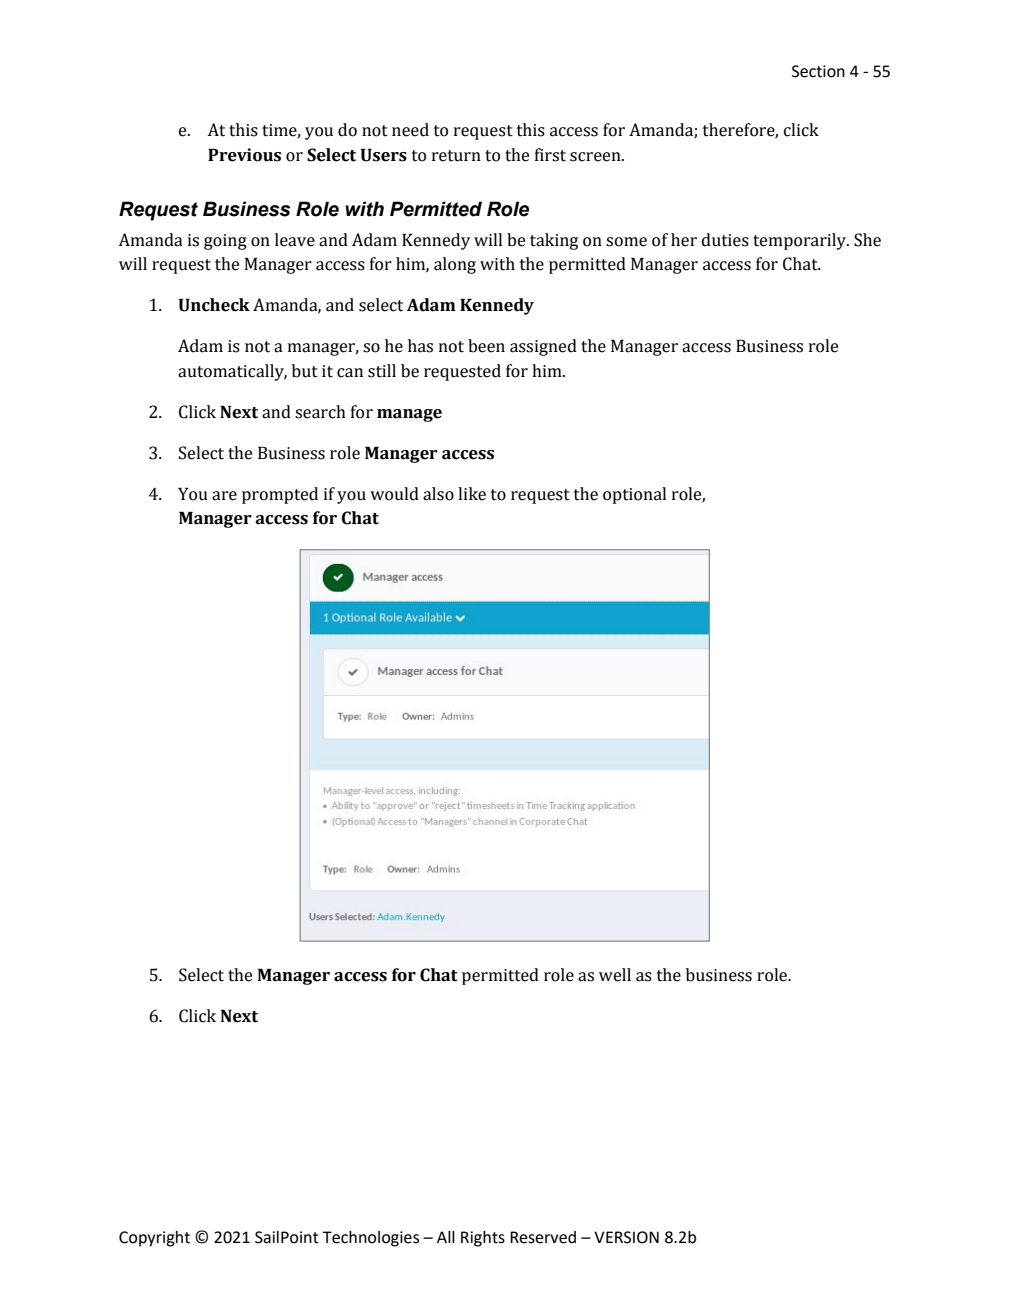 Section 4 - 55
e. At this time, you do not need to request this access for Amanda; therefore, click
Previous or Select Users to return to the first screen.
Request Business Role with Permitted Role
Amanda is going on leave and Adam Kennedy will be taking on some of her duties temporarily. She
will request the Manager access for him, along with the permitted Manager access for Chat.
1. Uncheck Amanda, and select Adam Kennedy
Adam is not a manager, so he has not been assigned the Manager access Business role
automatically, but it can still be requested for him.
2. Click Next and search for manage
3. Select the Business role Manager access
4. You are prompted if you would also like to request the optional role,
Manager access for Chat
Manager access
1 Optional Role Available
Manager access for Chat
Type: Role Owner: Admins
Manager-level access, including:
• Ability to "approve" or "reject" timesheets in Time Tracking application
• (Optional) Access to "Managers" channel in Corporate Chat
Type: Role Owner: Admins
Users Selected: Adam.Kennedy
5. Select the Manager access for Chat permitted role as well as the business role.
6. Click Next
Copyright © 2021 SailPoint Technologies – All Rights Reserved – VERSION 8.2b